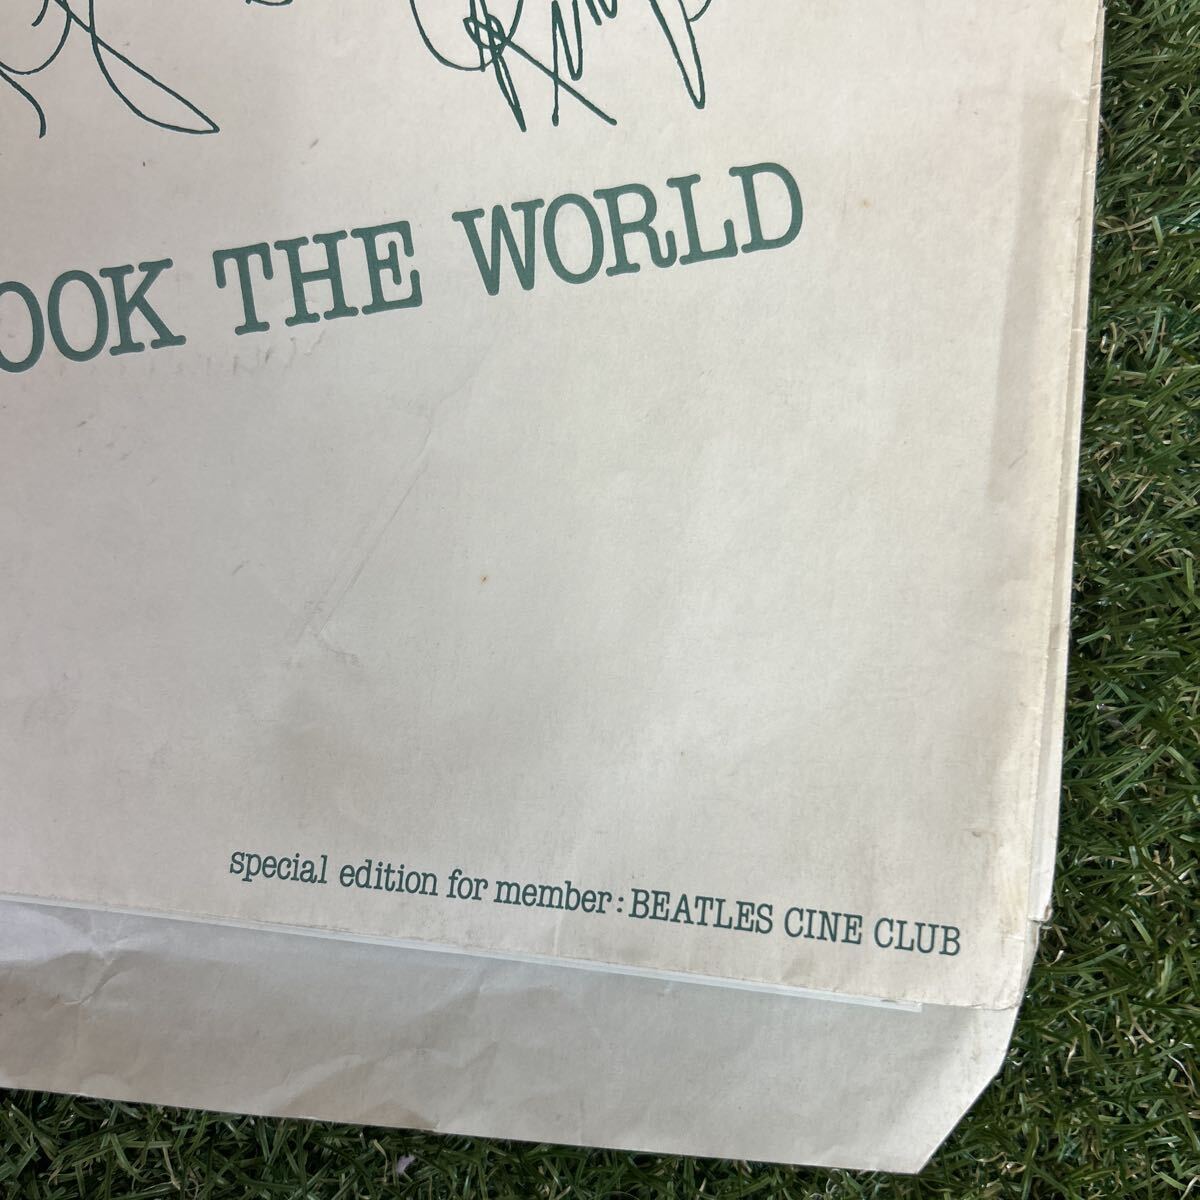 OOK THE WORLD
special edition for member: BEATLES CINE CLUB